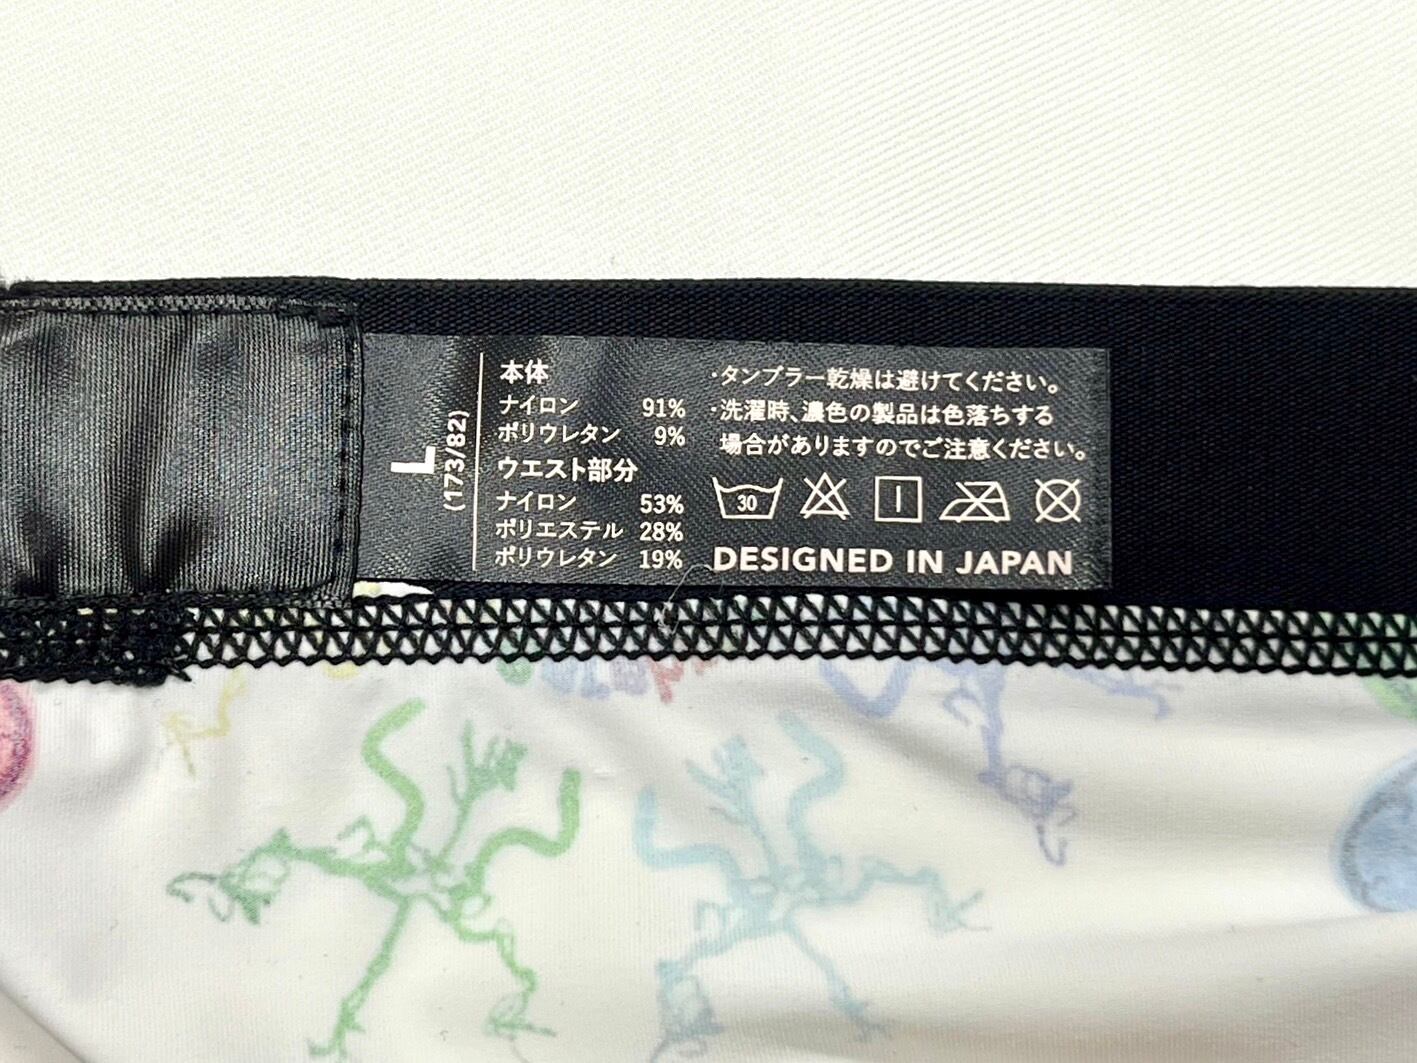 L
(173/82)
本体
ナイロン 91%
ポリウレタン 9%
ウエスト部分
ナイロン 53%
ポリエステル 28%
ポリウレタン 19%
・タンブラー乾燥は避けてください。
・洗濯時、濃色の製品は色落ちする
場合がありますのでご注意ください。
30
DESIGNED IN JAPAN